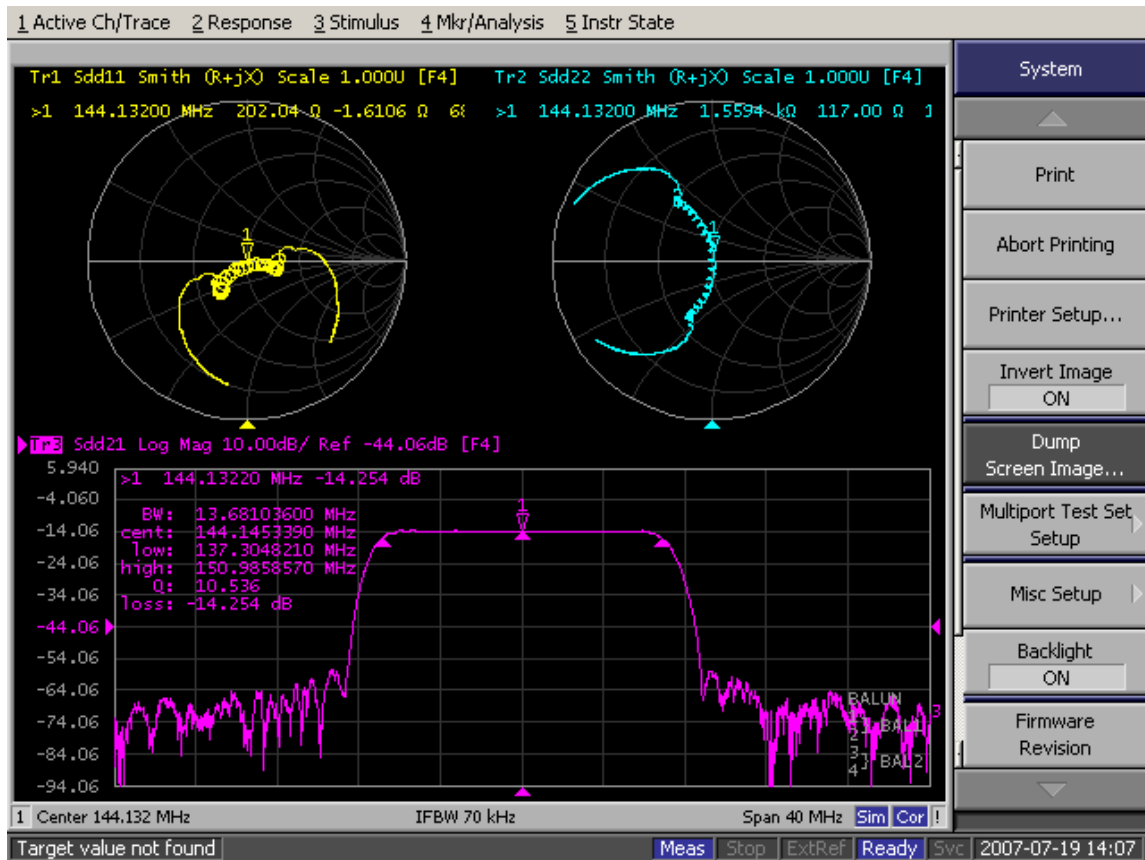 1 Active Ch/Trace 2 Response 3 Stimulus 4 Mkr/Analysis 5 Instr State
Tr1 Sdd11 Smith (R+jX) Scale 1.000U [F4]
>1 144.13200 MHz 202.04 Ω -1.6106 Ω
Tr2 Sdd22 Smith (R+jX) Scale 1.000U [F4]
>1 144.13200 MHz 1.5594 kΩ 117.00 Ω
1
1
Tr3 Sdd21 Log Mag 10.00dB/ Ref -44.06dB [F4]
>1 144.13220 MHz -14.254 dB
BW: 13.68103600 MHz
cent: 144.1453390 MHz
low: 137.3048210 MHz
high: 150.9858570 MHz
Q: 10.536
loss: -14.254 dB
1
5.940
-4.060
-14.06
-24.06
-34.06
-44.06
-54.06
-64.06
-74.06
-84.06
-94.06
BALUN
2 } BAL1
3
4 } BAL2
3
1 Center 144.132 MHz IFBW 70 kHz Span 40 MHz Sim Cor !
Target value not found Meas Stop ExtRef Ready Svc 2007-07-19 14:07
System
Print
Abort Printing
Printer Setup...
Invert Image
ON
Dump
Screen Image...
Multiport Test Set
Setup
Misc Setup
Backlight
ON
Firmware
Revision